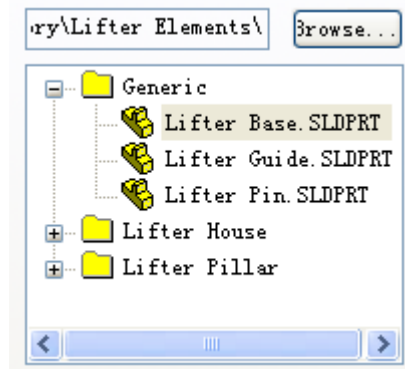 ry\Lifter Elements\ Browse...
Generic
Lifter Base.SLDPRT
Lifter Guide.SLDPRT
Lifter Pin.SLDPRT
Lifter House
Lifter Pillar